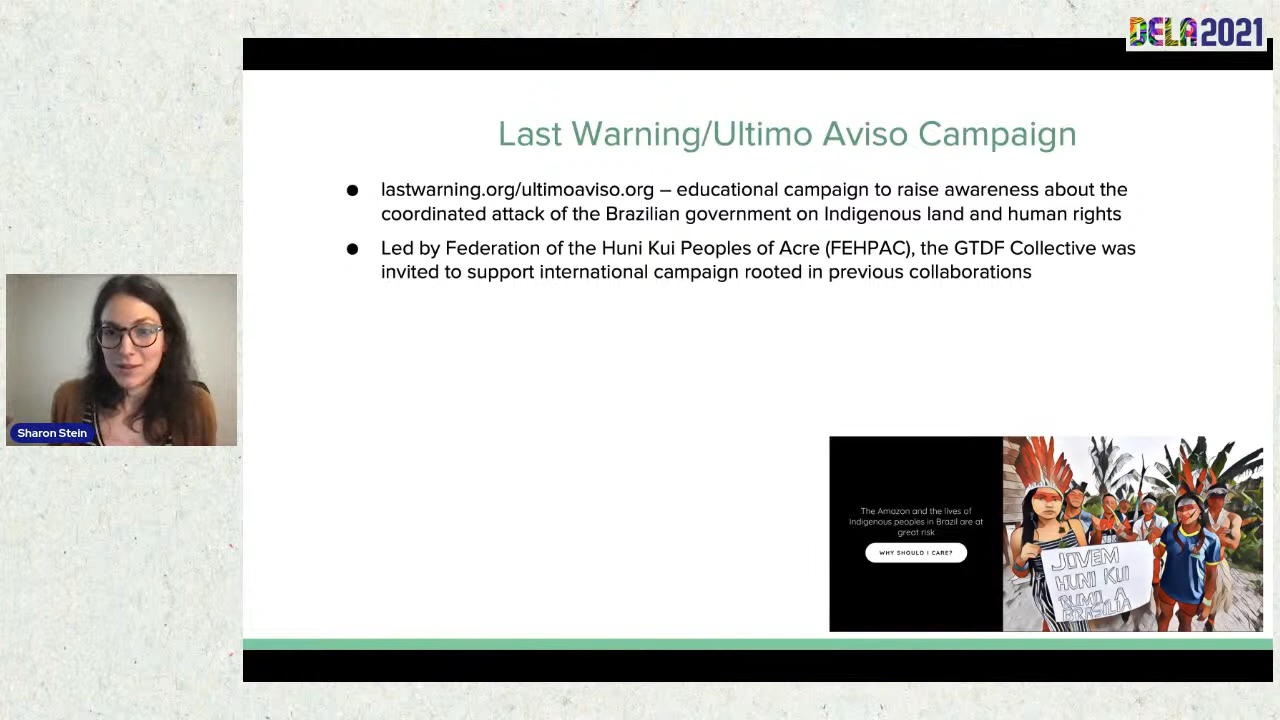 DELA 2021
Last Warning/Ultimo Aviso Campaign
● lastwarning.org/ultimoaviso.org – educational campaign to raise awareness about the
coordinated attack of the Brazilian government on Indigenous land and human rights
● Led by Federation of the Huni Kui Peoples of Acre (FEHPAC), the GTDF Collective was
invited to support international campaign rooted in previous collaborations
Sharon Stein
The Amazon and the lives of
Indigenous peoples in Brazil are at
great risk
WHY SHOULD I CARE?
JOVEM
HUNI KUI
RUMO A
BRASILIA